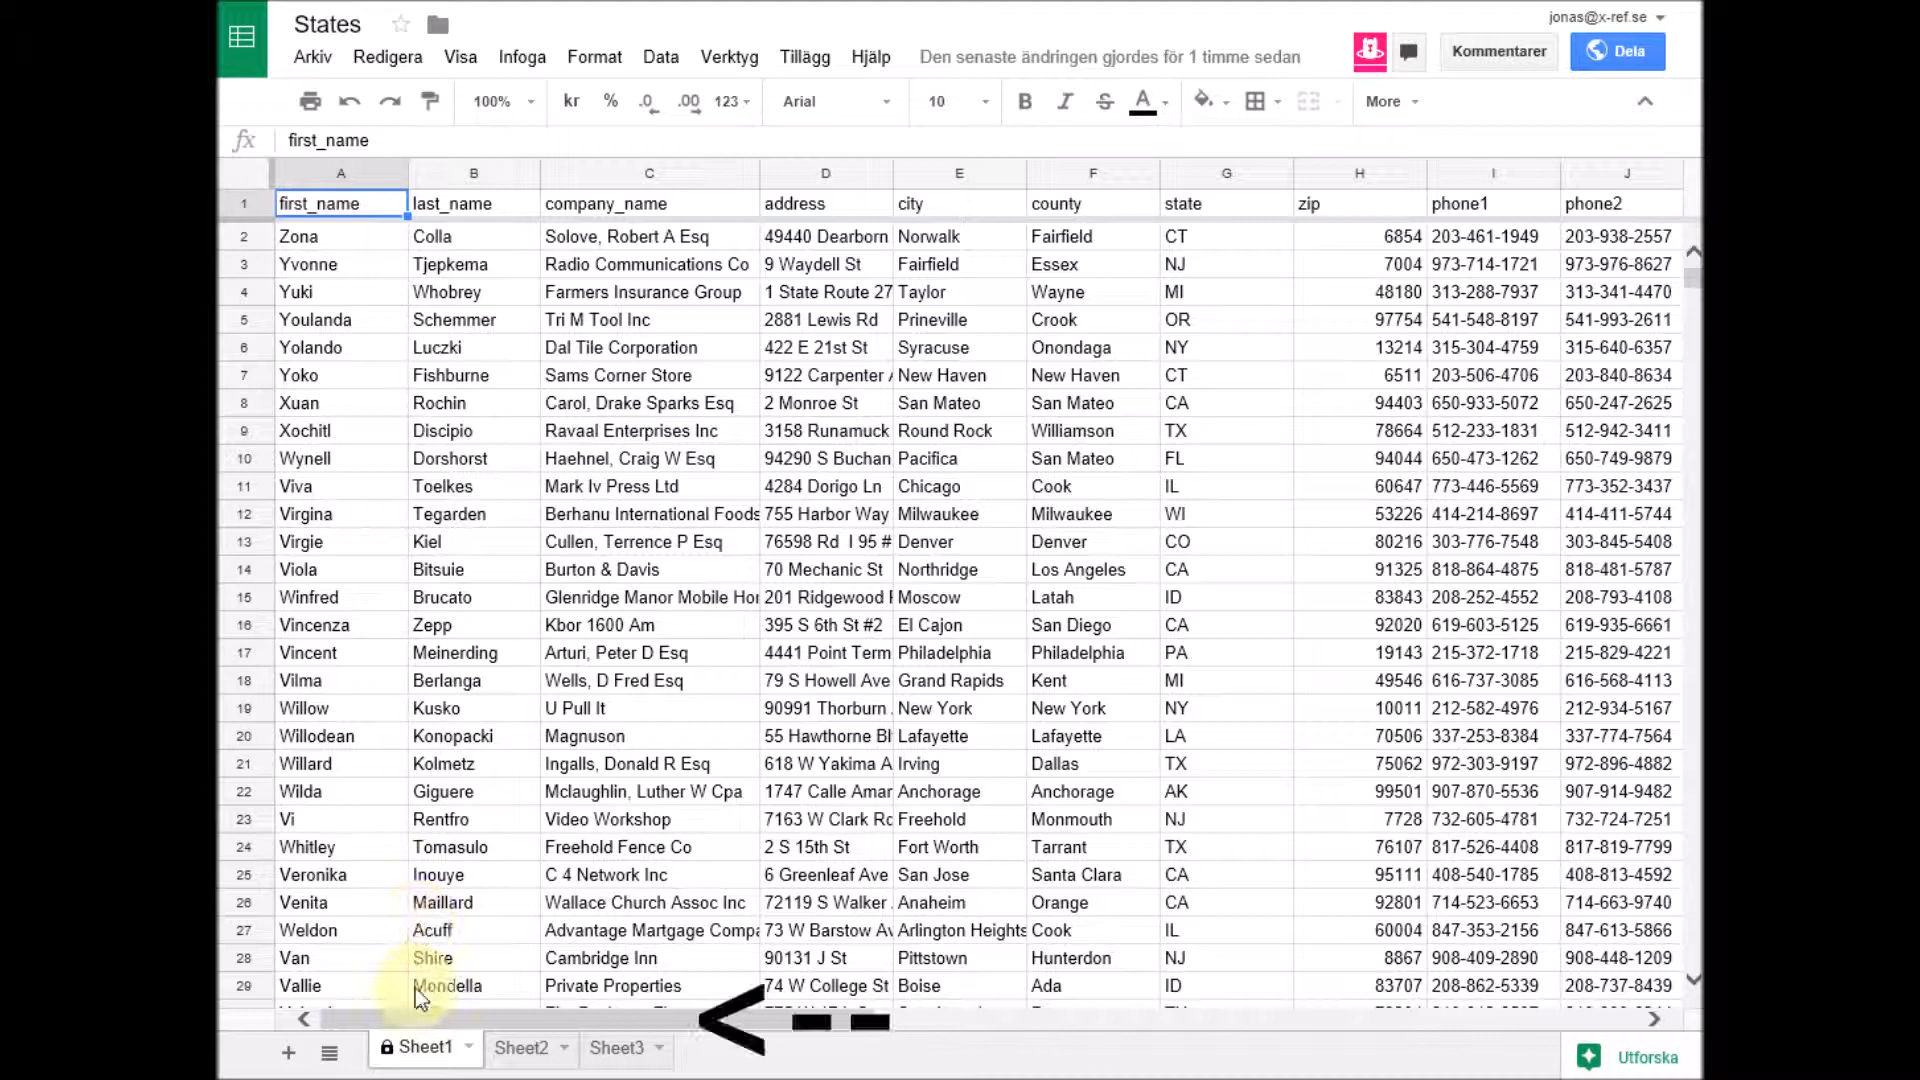 States
jonas@x-ref.se
Arkiv Redigera Visa Infoga Format Data Verktyg Tillägg Hjälp Den senaste ändringen gjordes för 1 timme sedan Kommentarer Dela
100% kr % .0 .00 123 Arial 10 B I S A More
fx first_name
A B C D E F G H I J
1 first_name last_name company_name address city county state zip phone1 phone2
2 Zona Colla Solove, Robert A Esq 49440 Dearborn Norwalk Fairfield CT 6854 203-461-1949 203-938-2557
3 Yvonne Tjepkema Radio Communications Co 9 Waydell St Fairfield Essex NJ 7004 973-714-1721 973-976-8627
4 Yuki Whobrey Farmers Insurance Group 1 State Route 27 Taylor Wayne MI 48180 313-288-7937 313-341-4470
5 Youlanda Schemmer Tri M Tool Inc 2881 Lewis Rd Prineville Crook OR 97754 541-548-8197 541-993-2611
6 Yolando Luczki Dal Tile Corporation 422 E 21st St Syracuse Onondaga NY 13214 315-304-4759 315-640-6357
7 Yoko Fishburne Sams Corner Store 9122 Carpenter New Haven New Haven CT 6511 203-506-4706 203-840-8634
8 Xuan Rochin Carol, Drake Sparks Esq 2 Monroe St San Mateo San Mateo CA 94403 650-933-5072 650-247-2625
9 Xochitl Discipio Ravaal Enterprises Inc 3158 Runamuck Round Rock Williamson TX 78664 512-233-1831 512-942-3411
10 Wynell Dorshorst Haehnel, Craig W Esq 94290 S Buchan Pacifica San Mateo FL 94044 650-473-1262 650-749-9879
11 Viva Toelkes Mark Iv Press Ltd 4284 Dorigo Ln Chicago Cook IL 60647 773-446-5569 773-352-3437
12 Virgina Tegarden Berhanu International Foods 755 Harbor Way Milwaukee Milwaukee WI 53226 414-214-8697 414-411-5744
13 Virgie Kiel Cullen, Terrence P Esq 76598 Rd I 95 # Denver Denver CO 80216 303-776-7548 303-845-5408
14 Viola Bitsuie Burton & Davis 70 Mechanic St Northridge Los Angeles CA 91325 818-864-4875 818-481-5787
15 Winfred Brucato Glenridge Manor Mobile Hor 201 Ridgewood Moscow Latah ID 83843 208-252-4552 208-793-4108
16 Vincenza Zepp Kbor 1600 Am 395 S 6th St #2 El Cajon San Diego CA 92020 619-603-5125 619-935-6661
17 Vincent Meinerding Arturi, Peter D Esq 4441 Point Term Philadelphia Philadelphia PA 19143 215-372-1718 215-829-4221
18 Vilma Berlanga Wells, D Fred Esq 79 S Howell Ave Grand Rapids Kent MI 49546 616-737-3085 616-568-4113
19 Willow Kusko U Pull It 90991 Thorburn New York New York NY 10011 212-582-4976 212-934-5167
20 Willodean Konopacki Magnuson 55 Hawthorne Bl Lafayette Lafayette LA 70506 337-253-8384 337-774-7564
21 Willard Kolmetz Ingalls, Donald R Esq 618 W Yakima A Irving Dallas TX 75062 972-303-9197 972-896-4882
22 Wilda Giguere Mclaughlin, Luther W Cpa 1747 Calle Amar Anchorage Anchorage AK 99501 907-870-5536 907-914-9482
23 Vi Rentfro Video Workshop 7163 W Clark Rd Freehold Monmouth NJ 7728 732-605-4781 732-724-7251
24 Whitley Tomasulo Freehold Fence Co 2 S 15th St Fort Worth Tarrant TX 76107 817-526-4408 817-819-7799
25 Veronika Inouye C 4 Network Inc 6 Greenleaf Ave San Jose Santa Clara CA 95111 408-540-1785 408-813-4592
26 Venita Maillard Wallace Church Assoc Inc 72119 S Walker Anaheim Orange CA 92801 714-523-6653 714-663-9740
27 Weldon Acuff Advantage Martgage Compa 73 W Barstow Av Arlington Heights Cook IL 60004 847-353-2156 847-613-5866
28 Van Shire Cambridge Inn 90131 J St Pittstown Hunterdon NJ 8867 908-409-2890 908-448-1209
29 Vallie Mondella Private Properties 74 W College St Boise Ada ID 83707 208-862-5339 208-737-8439
Sheet1 Sheet2 Sheet3 Utforska